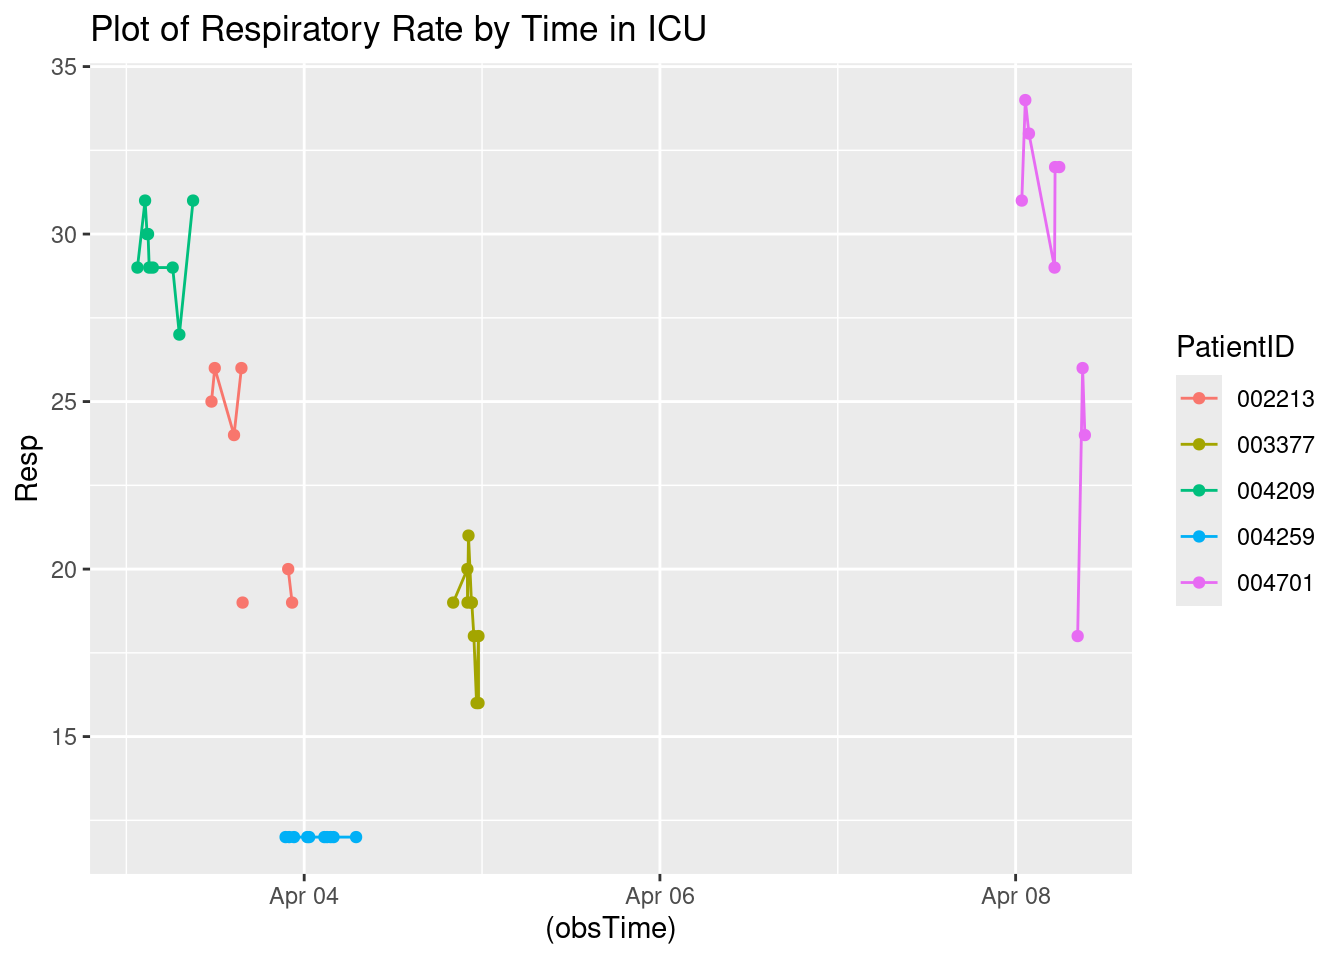 Plot of Respiratory Rate by Time in ICU
35
30
25
20
15
Resp
Apr 04
Apr 06
Apr 08
(obsTime)
PatientID
002213
003377
004209
004259
004701